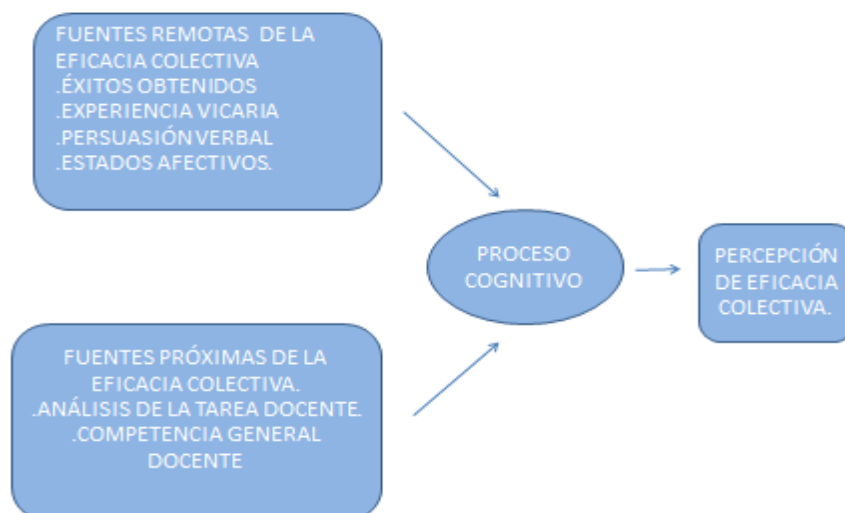 FUENTES REMOTAS DE LA
EFICACIA COLECTIVA
.ÉXITOS OBTENIDOS
.EXPERIENCIA VICARIA
.PERSUASIÓN VERBAL
.ESTADOS AFECTIVOS.
PROCESO
COGNITIVO
PERCEPCIÓN
DE EFICACIA
COLECTIVA.
FUENTES PRÓXIMAS DE LA
EFICACIA COLECTIVA.
.ANÁLISIS DE LA TAREA DOCENTE.
.COMPETENCIA GENERAL
DOCENTE